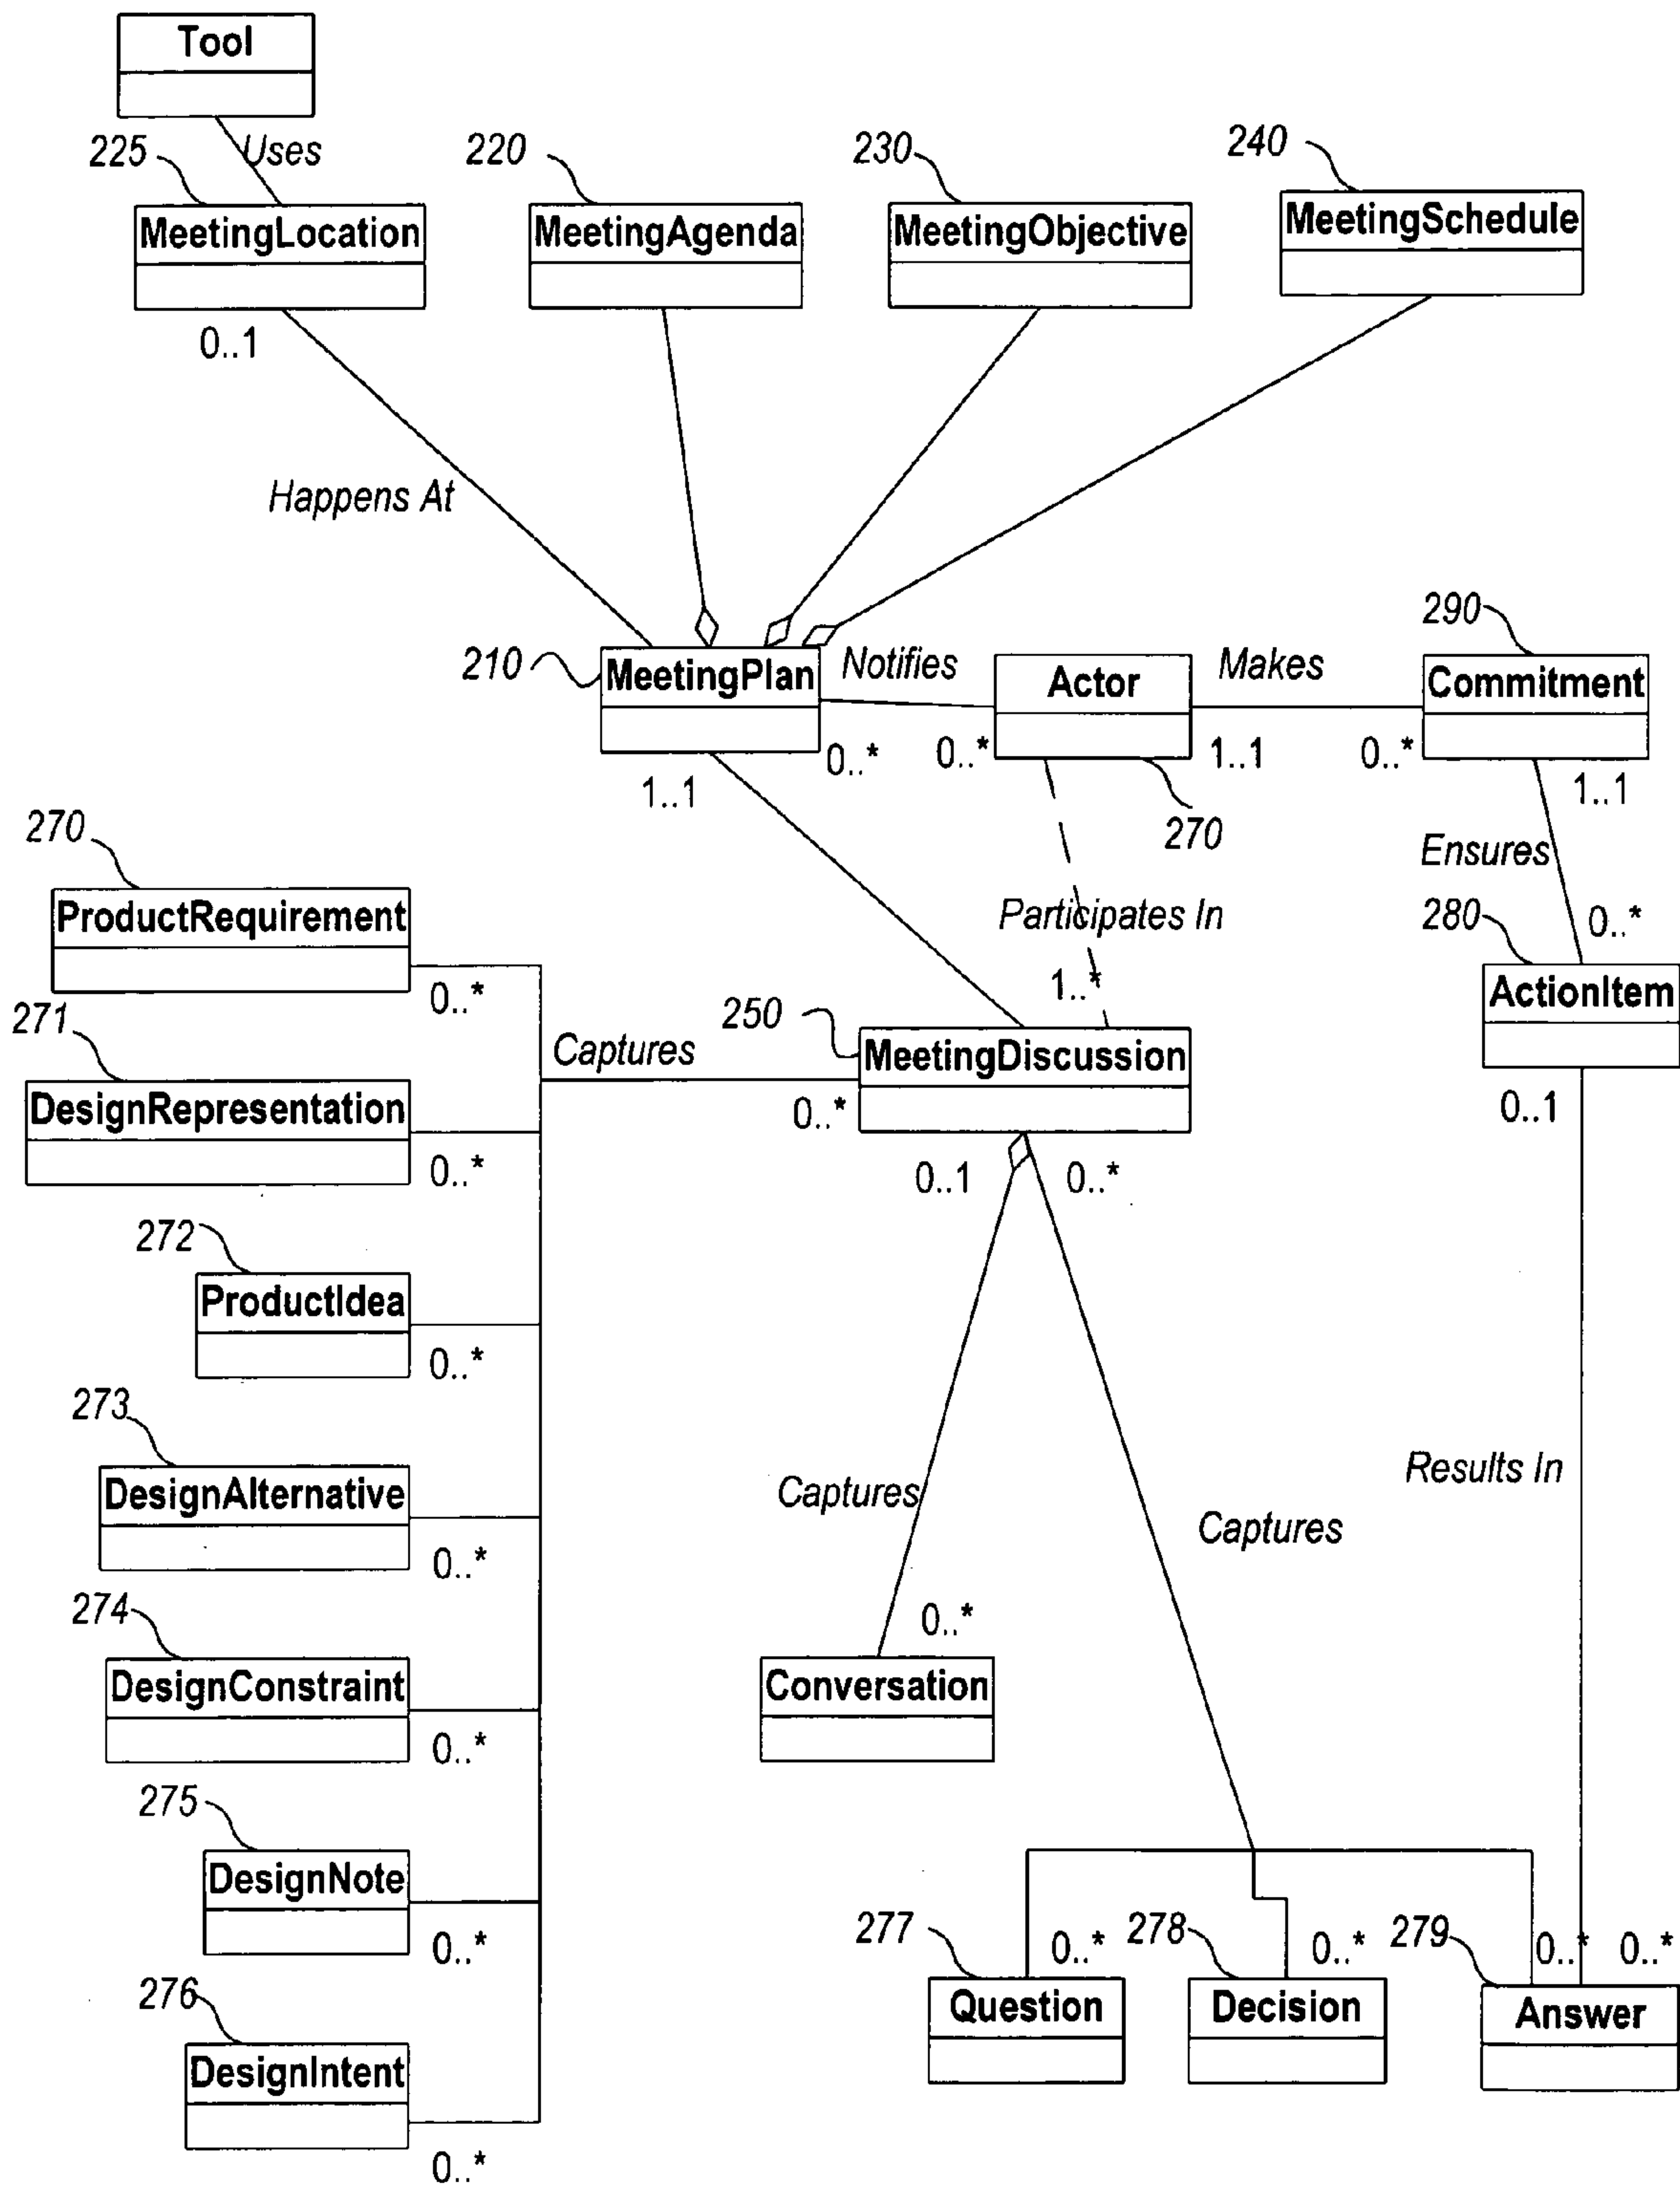 Tool
225
Uses
220
230
240
MeetingLocation
MeetingAgenda
MeetingObjective
MeetingSchedule
0..1
Happens At
290
210
MeetingPlan
Notifies
Actor
Makes
Commitment
0..*
0..*
1..1
0..*
1..1
1..1
270
270
Ensures
ProductRequirement
Participates In
280
0..*
0..*
1..*
ActionItem
271
250
Captures
MeetingDiscussion
DesignRepresentation
0..*
0..1
0..*
0..1
0..*
272
ProductIdea
0..*
273
DesignAlternative
Captures
Results In
Captures
0..*
274
0..*
DesignConstraint
Conversation
0..*
275
DesignNote
277
0..*
278
0..*
279
0..*
0..*
0..*
276
Question
Decision
Answer
DesignIntent
0..*